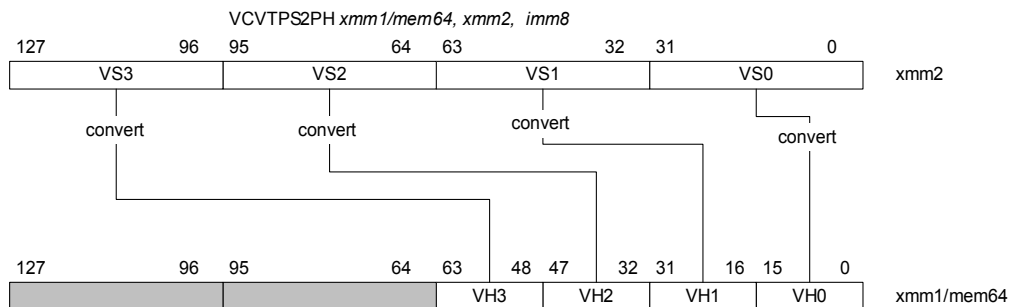 VCVTPS2PH xmm1/mem64, xmm2, imm8
127 96 95 64 63 32 31 0
VS3 VS2 VS1 VS0 xmm2
convert convert convert convert
127 96 95 64 63 48 47 32 31 16 15 0
VH3 VH2 VH1 VH0 xmm1/mem64